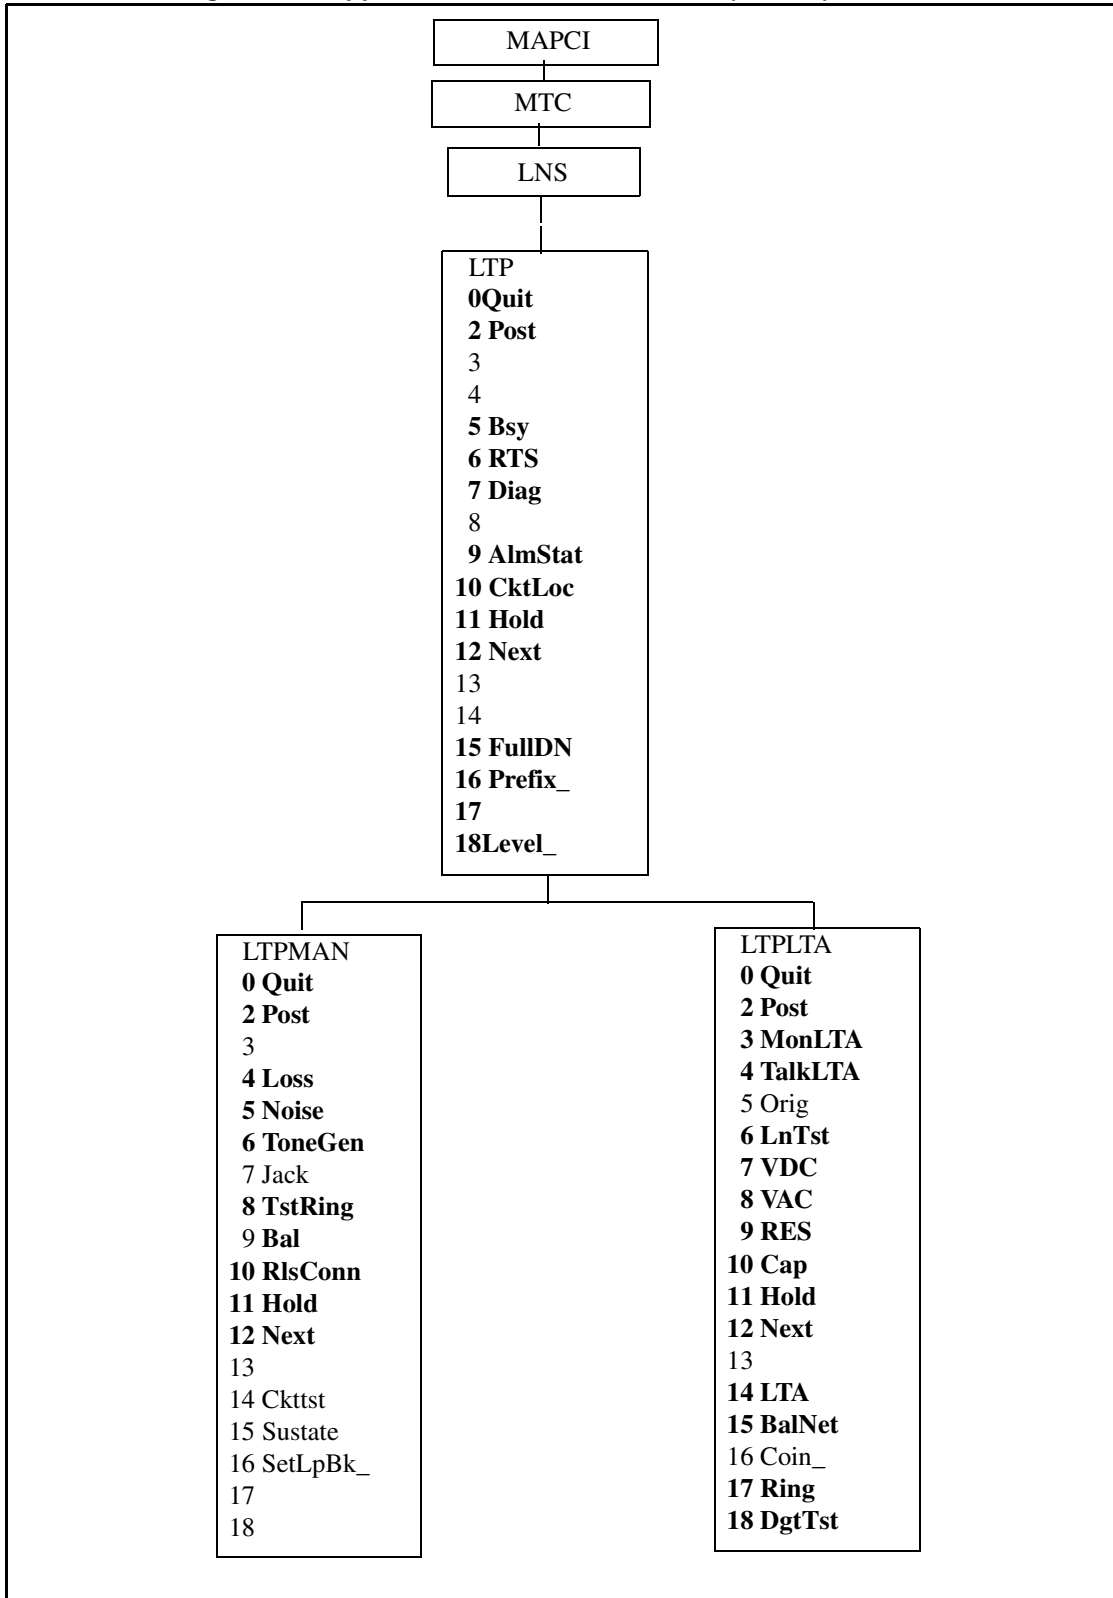 MAPCI
MTC
LNS
LTP
0Quit
2 Post
3
4
5 Bsy
6 RTS
7 Diag
8
9 AlmStat
10 CktLoc
11 Hold
12 Next
13
14
15 FullDN
16 Prefix_
17
18Level_
LTPMAN
0 Quit
2 Post
3
4 Loss
5 Noise
6 ToneGen
7 Jack
8 TstRing
9 Bal
10 RlsConn
11 Hold
12 Next
13
14 Ckttst
15 Sustate
16 SetLpBk_
17
18
LTPLTA
0 Quit
2 Post
3 MonLTA
4 TalkLTA
5 Orig
6 LnTst
7 VDC
8 VAC
9 RES
10 Cap
11 Hold
12 Next
13
14 LTA
15 BalNet
16 Coin_
17 Ring
18 DgtTst